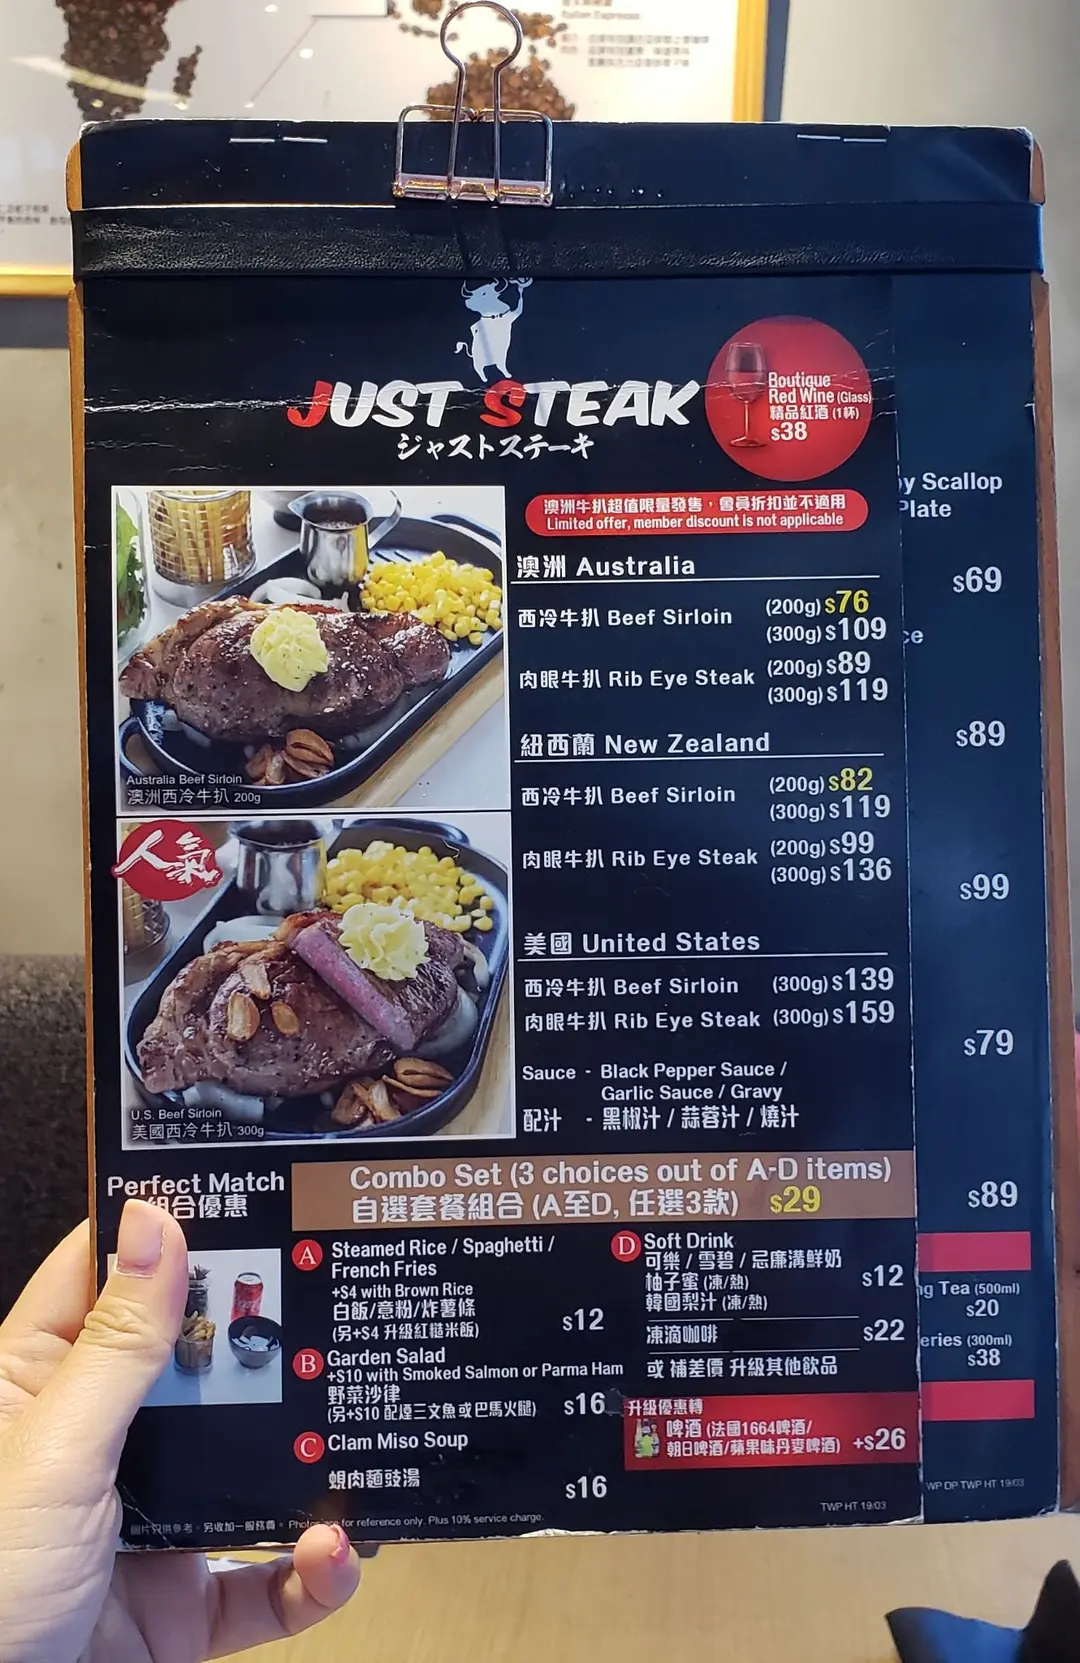 Italian Espresso
JUST STEAK
ジャストステーキ
Boutique
Red Wine (Glass)
精品紅酒 (1杯)
$38
澳洲牛扒超值限量發售，會員折扣並不適用
Limited offer, member discount is not applicable
澳洲 Australia
西冷牛扒 Beef Sirloin (200g) $76
(300g) $109
肉眼牛扒 Rib Eye Steak (200g) $89
(300g) $119
紐西蘭 New Zealand
西冷牛扒 Beef Sirloin (200g) $82
(300g) $119
肉眼牛扒 Rib Eye Steak (200g) $99
(300g) $136
美國 United States
西冷牛扒 Beef Sirloin (300g) $139
肉眼牛扒 Rib Eye Steak (300g) $159
Sauce - Black Pepper Sauce /
Garlic Sauce / Gravy
配汁 - 黑椒汁 / 蒜蓉汁 / 燒汁
Australia Beef Sirloin
澳洲西冷牛扒 200g
人氣
U.S. Beef Sirloin
美國西冷牛扒 300g
Perfect Match
組合優惠
Combo Set (3 choices out of A-D items)
自選套餐組合 (A至D, 任選3款) $29
A Steamed Rice / Spaghetti /
French Fries
+$4 with Brown Rice
白飯/意粉/炸薯條
(另+$4 升級紅糙米飯) $12
B Garden Salad
+$10 with Smoked Salmon or Parma Ham
野菜沙律
(另+$10 配煙三文魚或巴馬火腿) $16
C Clam Miso Soup
蜆肉麵豉湯
$16
D Soft Drink
可樂 / 雪碧 / 忌廉溝鮮奶
柚子蜜 (凍/熱) $12
韓國梨汁 (凍/熱)
凍滴咖啡 $22
或 補差價 升級其他飲品
升級優惠轉
啤酒 (法國1664啤酒/
朝日啤酒/蘋果味丹麥啤酒) +$26
TWP HT 19/03
圖片只供參考。另收加一服務費。 Photos are for reference only. Plus 10% service charge.
y Scallop
Plate
$69
ce
$89
$99
$79
$89
ng Tea (500ml)
$20
eries (300ml)
$38
WP DP TWP HT 19/03